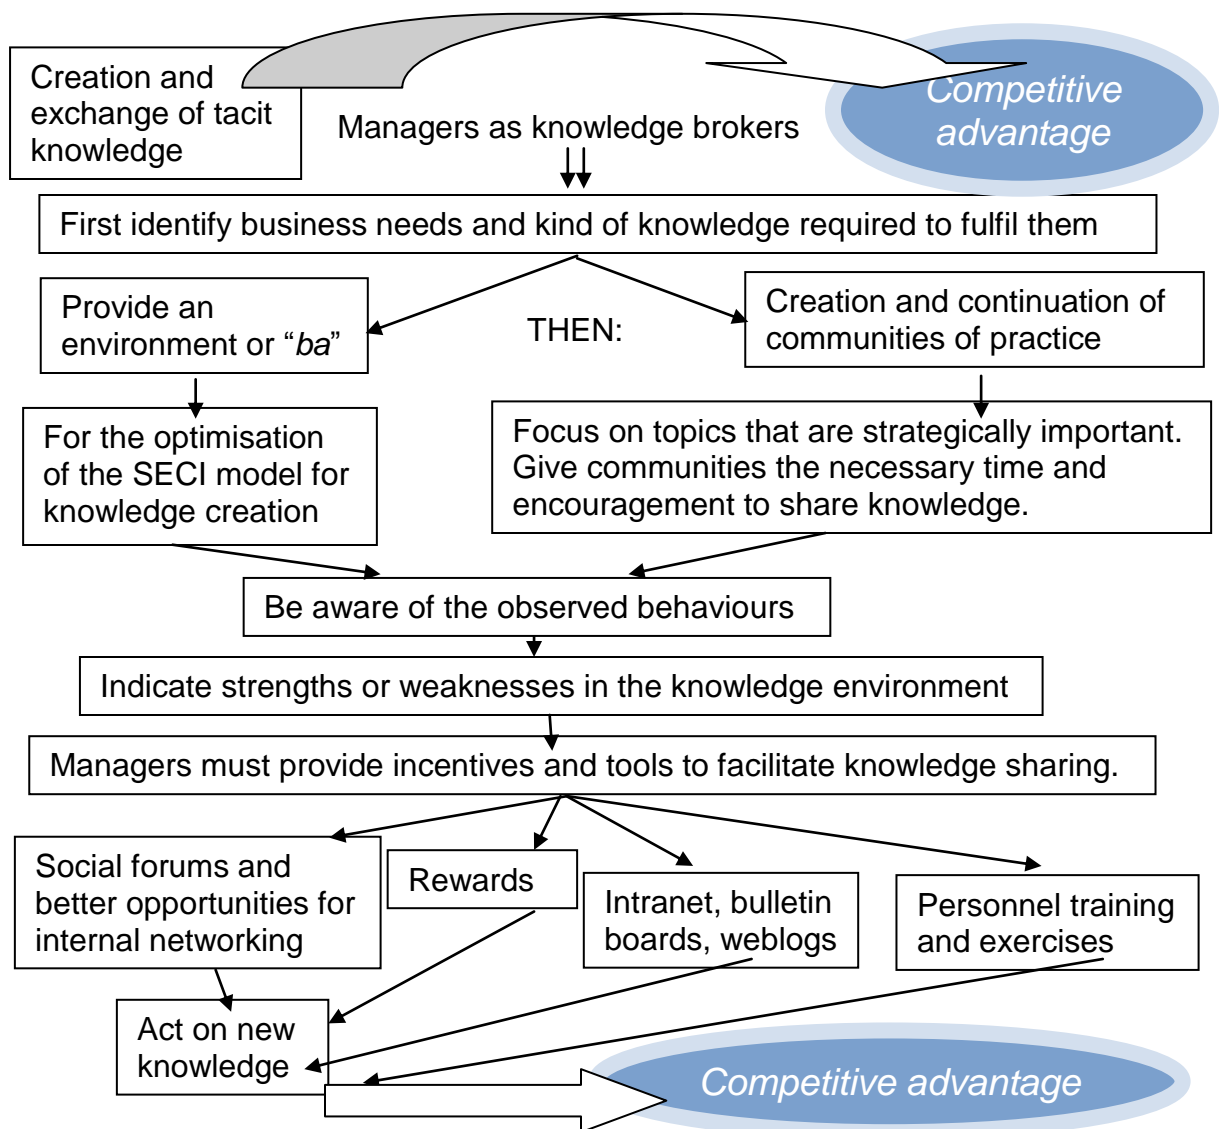 Creation and
exchange of tacit
knowledge
Competitive
advantage
Managers as knowledge brokers
First identify business needs and kind of knowledge required to fulfil them
Provide an
environment or “ba”
THEN:
Creation and continuation of
communities of practice
For the optimisation
of the SECI model for
knowledge creation
Focus on topics that are strategically important.
Give communities the necessary time and
encouragement to share knowledge.
Be aware of the observed behaviours
Indicate strengths or weaknesses in the knowledge environment
Managers must provide incentives and tools to facilitate knowledge sharing.
Social forums and
better opportunities for
internal networking
Rewards
Intranet, bulletin
boards, weblogs
Personnel training
and exercises
Act on new
knowledge
Competitive advantage